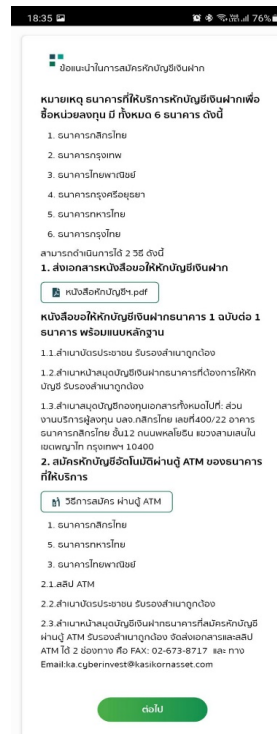 18:35 76%
ข้อแนะนำในการสมัครหักบัญชีเงินฝาก
หมายเหตุ ธนาคารที่ให้บริการหักบัญชีเงินฝากเพื่อ
ซื้อหน่วยลงทุน มี ทั้งหมด 6 ธนาคาร ดังนี้
1. ธนาคารกสิกรไทย
2. ธนาคารกรุงเทพ
3. ธนาคารไทยพาณิชย์
4. ธนาคารกรุงศรีอยุธยา
5. ธนาคารทหารไทย
6. ธนาคารกรุงไทย
สามารถดำเนินการได้ 2 วิธี ดังนี้
1. ส่งเอกสารหนังสือขอให้หักบัญชีเงินฝาก
หนังสือหักบัญชีฯ.pdf
หนังสือขอให้หักบัญชีเงินฝากธนาคาร 1 ฉบับต่อ 1
ธนาคาร พร้อมแนบหลักฐาน
1.1.สำเนาบัตรประชาชน รับรองสำเนาถูกต้อง
1.2.สำเนาหน้าสมุดบัญชีเงินฝากธนาคารที่ต้องการให้หัก
บัญชี รับรองสำเนาถูกต้อง
1.3.สำเนาสมุดบัญชีกองทุนเอกสารทั้งหมดไปที่: ส่วน
งานบริการผู้ลงทุน บลจ.กสิกรไทย เลขที่400/22 อาคาร
ธนาคารกสิกรไทย ชั้น12 ถนนพหลโยธิน แขวงสามเสนใน
เขตพญาไท กรุงเทพฯ 10400
2. สมัครหักบัญชีอัตโนมัติผ่านตู้ ATM ของธนาคาร
ที่ให้บริการ
วิธีการสมัคร ผ่านตู้ ATM
1. ธนาคารกสิกรไทย
5. ธนาคารทหารไทย
3. ธนาคารไทยพาณิชย์
2.1.สลิป ATM
2.2.สำเนาบัตรประชาชน รับรองสำเนาถูกต้อง
2.3.สำเนาหน้าสมุดบัญชีเงินฝากธนาคารที่สมัครหักบัญชี
ผ่านตู้ ATM รับรองสำเนาถูกต้อง จัดส่งเอกสารและสลิป
ATM ได้ 2 ช่องทาง คือ FAX: 02-673-8717 และ ทาง
Email:ka.cyberinvest@kasikornasset.com
ต่อไป